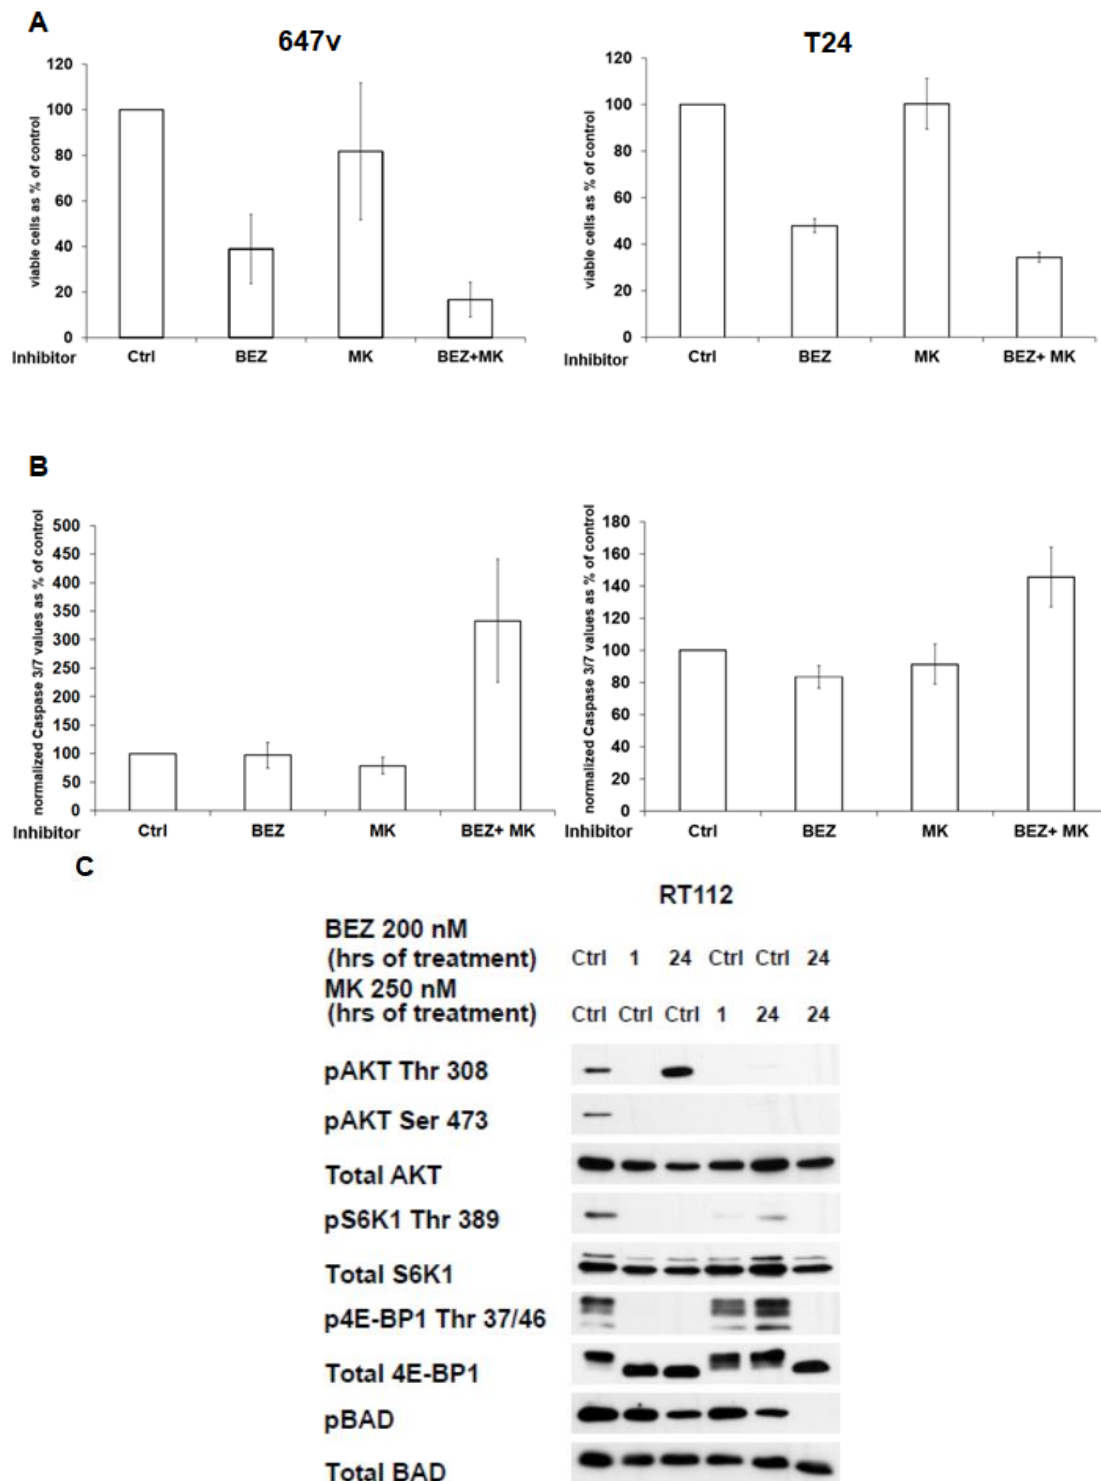 A
647v
T24
viable cells as % of control
120
100
80
60
40
20
0
Inhibitor Ctrl BEZ MK BEZ+MK
viable cells as % of control
120
100
80
60
40
20
0
Inhibitor Ctrl BEZ MK BEZ+ MK
B
normalized Caspase 3/7 values as % of control
500
450
400
350
300
250
200
150
100
50
0
Inhibitor Ctrl BEZ MK BEZ+ MK
normalized Caspase 3/7 values as % of control
180
160
140
120
100
80
60
40
20
0
Inhibitor Ctrl BEZ MK BEZ+ MK
C
RT112
BEZ 200 nM
(hrs of treatment) Ctrl 1 24 Ctrl Ctrl 24
MK 250 nM
(hrs of treatment) Ctrl Ctrl Ctrl 1 24 24
pAKT Thr 308
pAKT Ser 473
Total AKT
pS6K1 Thr 389
Total S6K1
p4E-BP1 Thr 37/46
Total 4E-BP1
pBAD
Total BAD